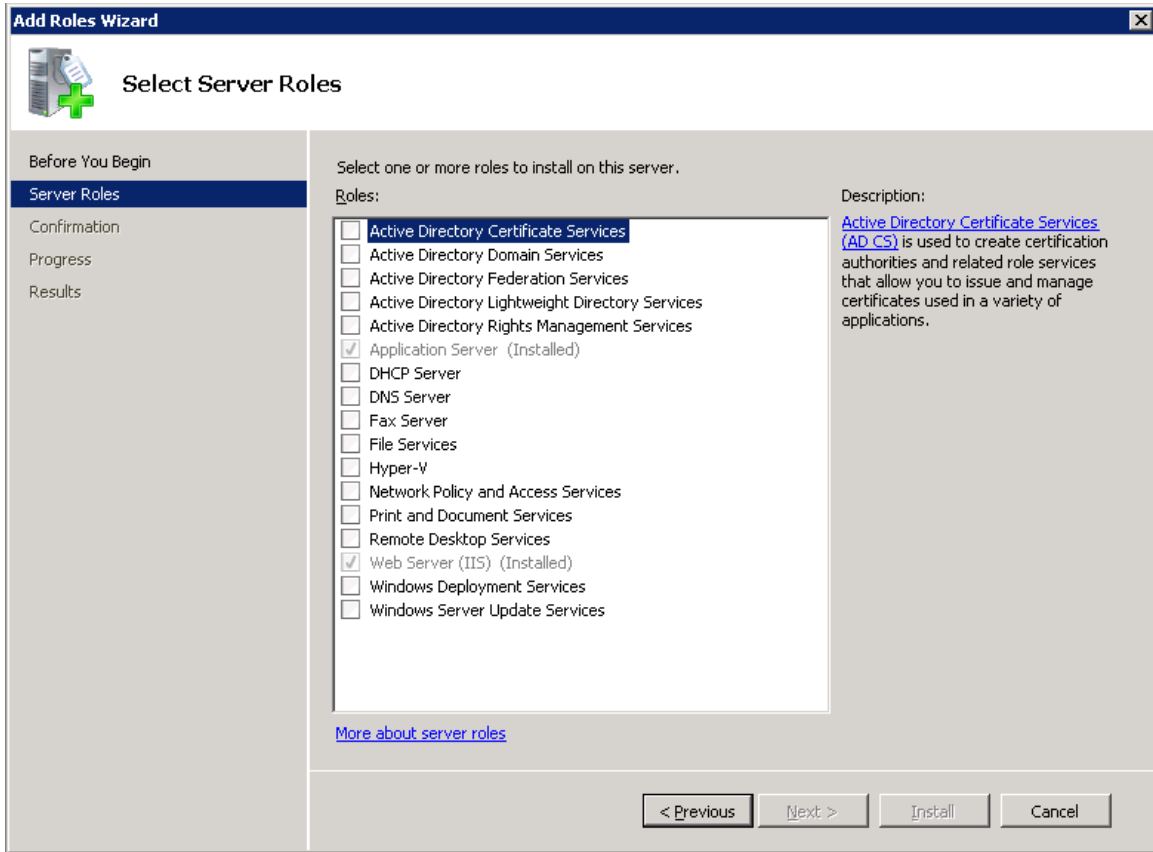 Add Roles Wizard
Select Server Roles
Before You Begin
Server Roles
Confirmation
Progress
Results
Select one or more roles to install on this server.
Roles:
Active Directory Certificate Services
Active Directory Domain Services
Active Directory Federation Services
Active Directory Lightweight Directory Services
Active Directory Rights Management Services
Application Server (Installed)
DHCP Server
DNS Server
Fax Server
File Services
Hyper-V
Network Policy and Access Services
Print and Document Services
Remote Desktop Services
Web Server (IIS) (Installed)
Windows Deployment Services
Windows Server Update Services
More about server roles
Description:
Active Directory Certificate Services
(AD CS) is used to create certification
authorities and related role services
that allow you to issue and manage
certificates used in a variety of
applications.
< Previous
Next >
Install
Cancel